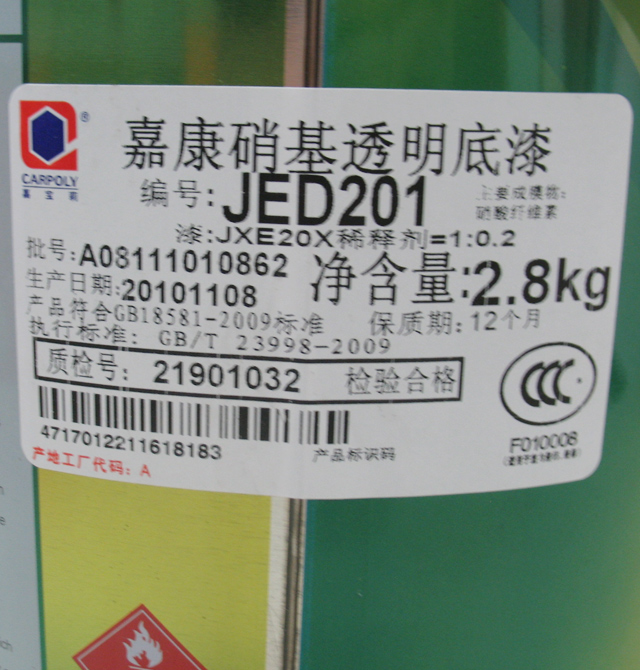 嘉康硝基透明底漆
CARPOLY ®
嘉宝莉
编号:JED201
主要成膜物:
硝酸纤维素
漆:JXE20X稀释剂=1:0.2
批号:A08111010862
净含量:2.8kg
生产日期:20101108
产品符合GB18581-2009标准
保质期:12个月
执行标准: GB/T 23998-2009
质检号: 21901032 检验合格
CCC
F010008
4717012211618183
产品标识码
产地工厂代码: A